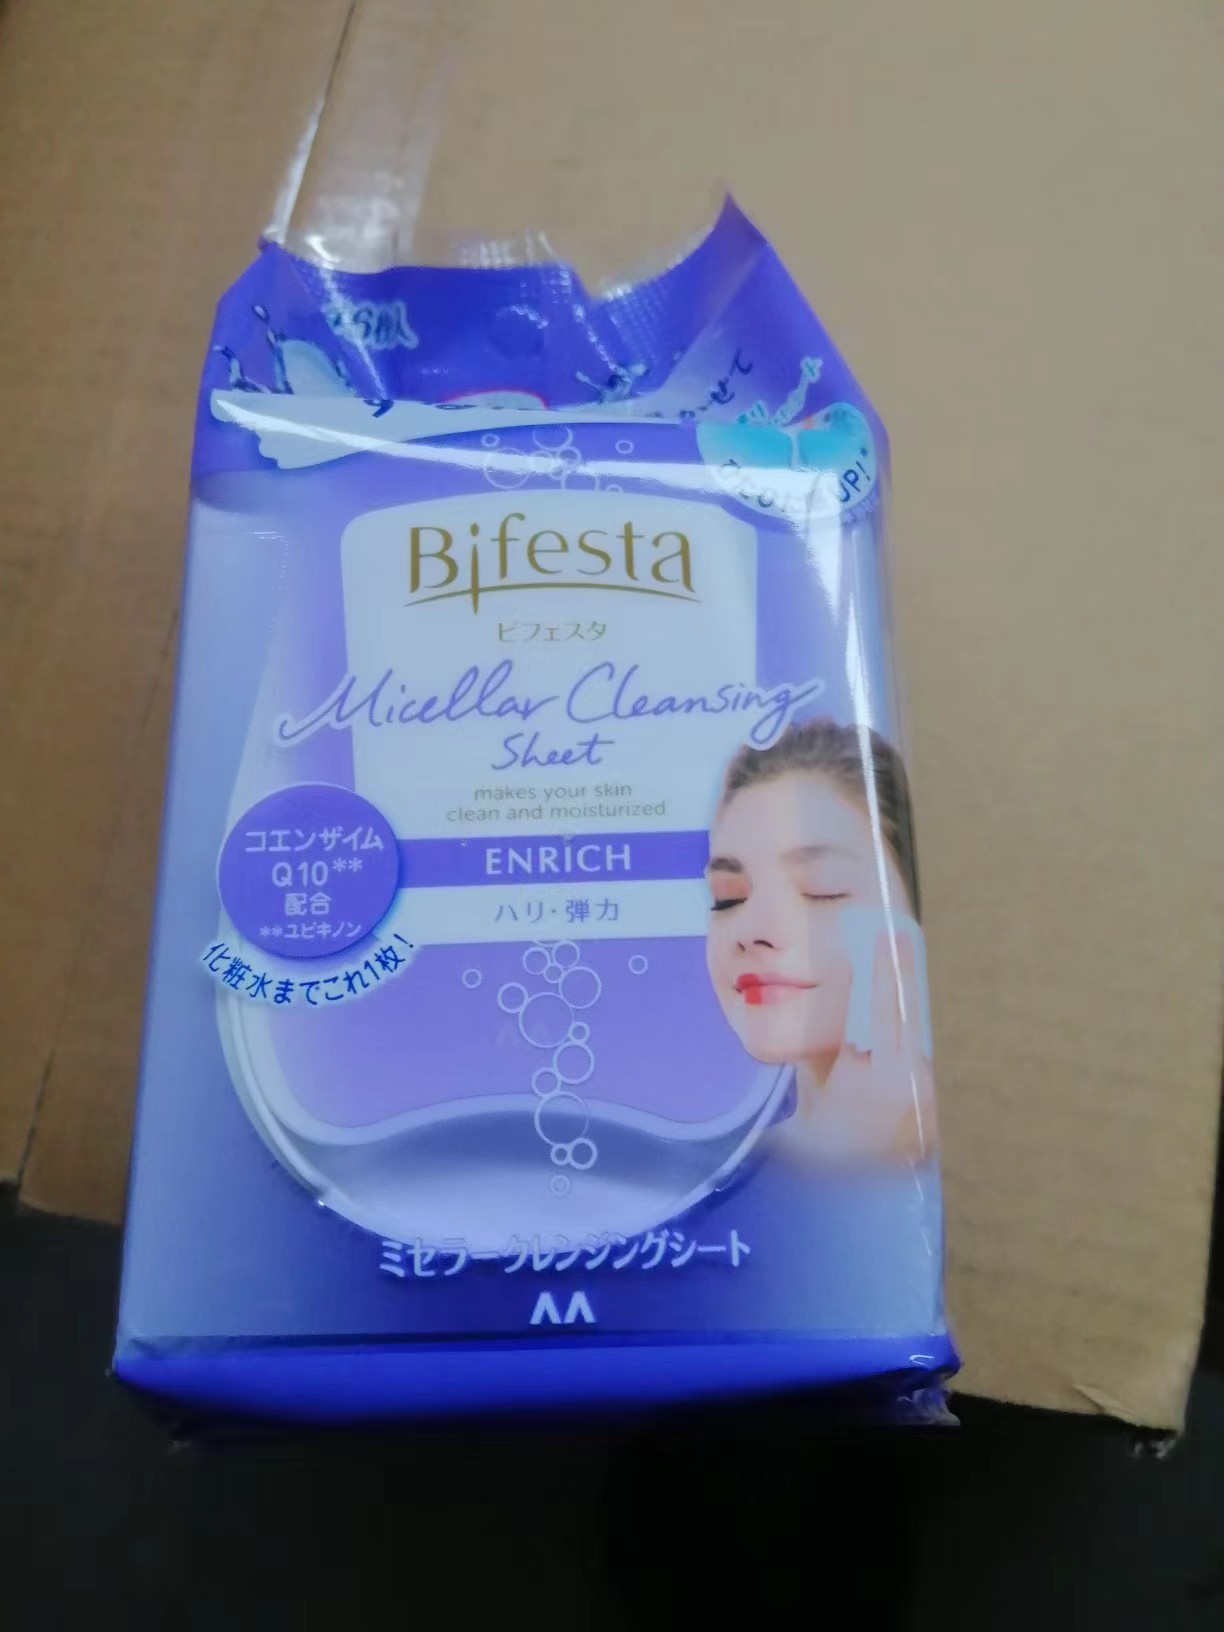 Bifesta
ビフェスタ
Micellar Cleansing
Sheet
makes your skin
clean and moisturized
ENRICH
ハリ・弾力
コエンザイム
Q10**
配合
**ユビキノン
化粧水までこれ1枚!
UP!*
ミセラークレンジングシート